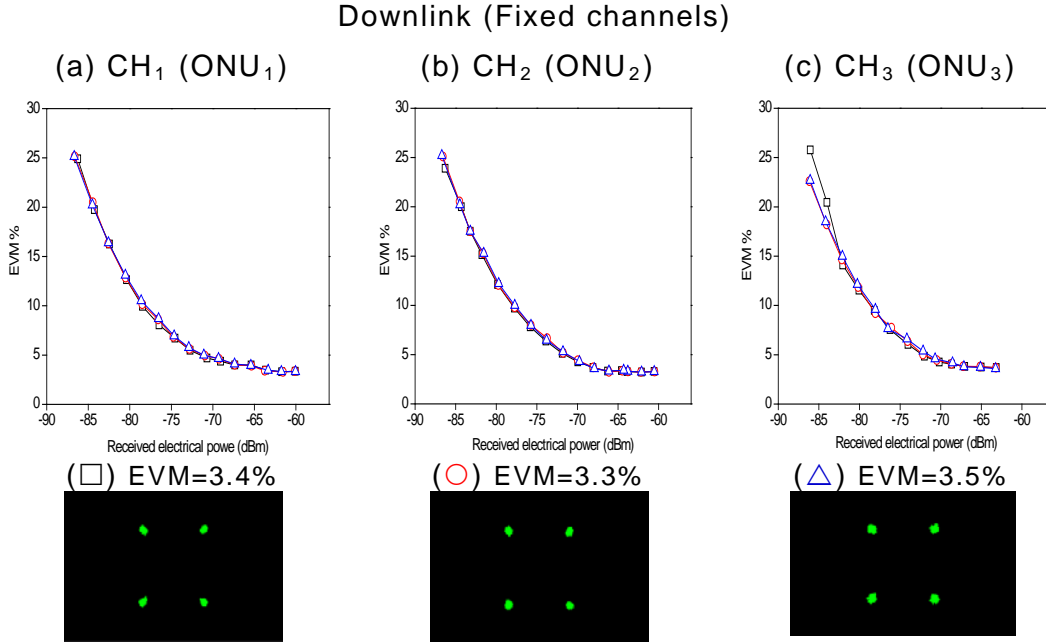 Downlink (Fixed channels)
(a) CH₁ (ONU₁)
(b) CH₂ (ONU₂)
(c) CH₃ (ONU₃)
30
25
20
15
10
5
0
EVM %
-90 -85 -80 -75 -70 -65 -60
Received electrical powe (dBm)
30
25
20
15
10
5
0
EVM %
-90 -85 -80 -75 -70 -65 -60
Received electrical power (dBm)
30
25
20
15
10
5
0
EVM %
-90 -85 -80 -75 -70 -65 -60
Received electrical power (dBm)
(□) EVM=3.4%
(○) EVM=3.3%
(△) EVM=3.5%